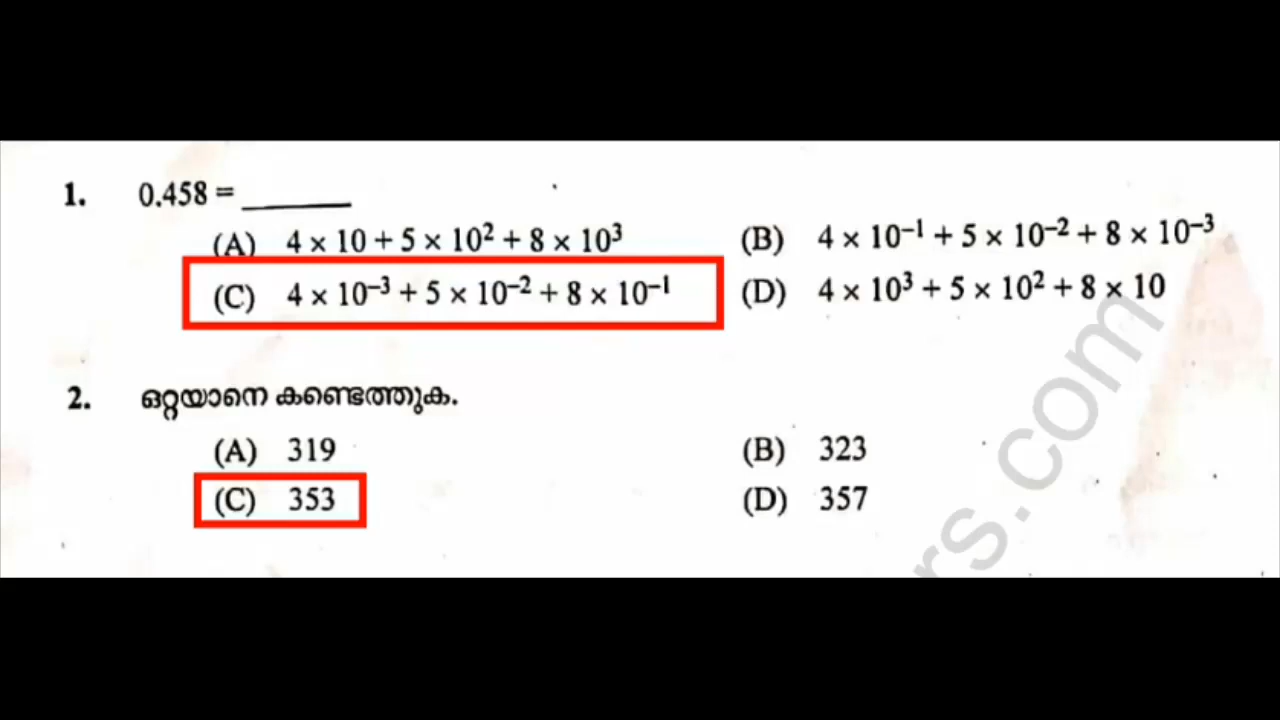 1. 0.458 = ______
(A) 4 × 10 + 5 × 10² + 8 × 10³ (B) 4 × 10⁻¹ + 5 × 10⁻² + 8 × 10⁻³
(C) 4 × 10⁻³ + 5 × 10⁻² + 8 × 10⁻¹ (D) 4 × 10³ + 5 × 10² + 8 × 10
2. ഒറ്റയാനെ കണ്ടെത്തുക.
(A) 319 (B) 323
(C) 353 (D) 357
rs.com